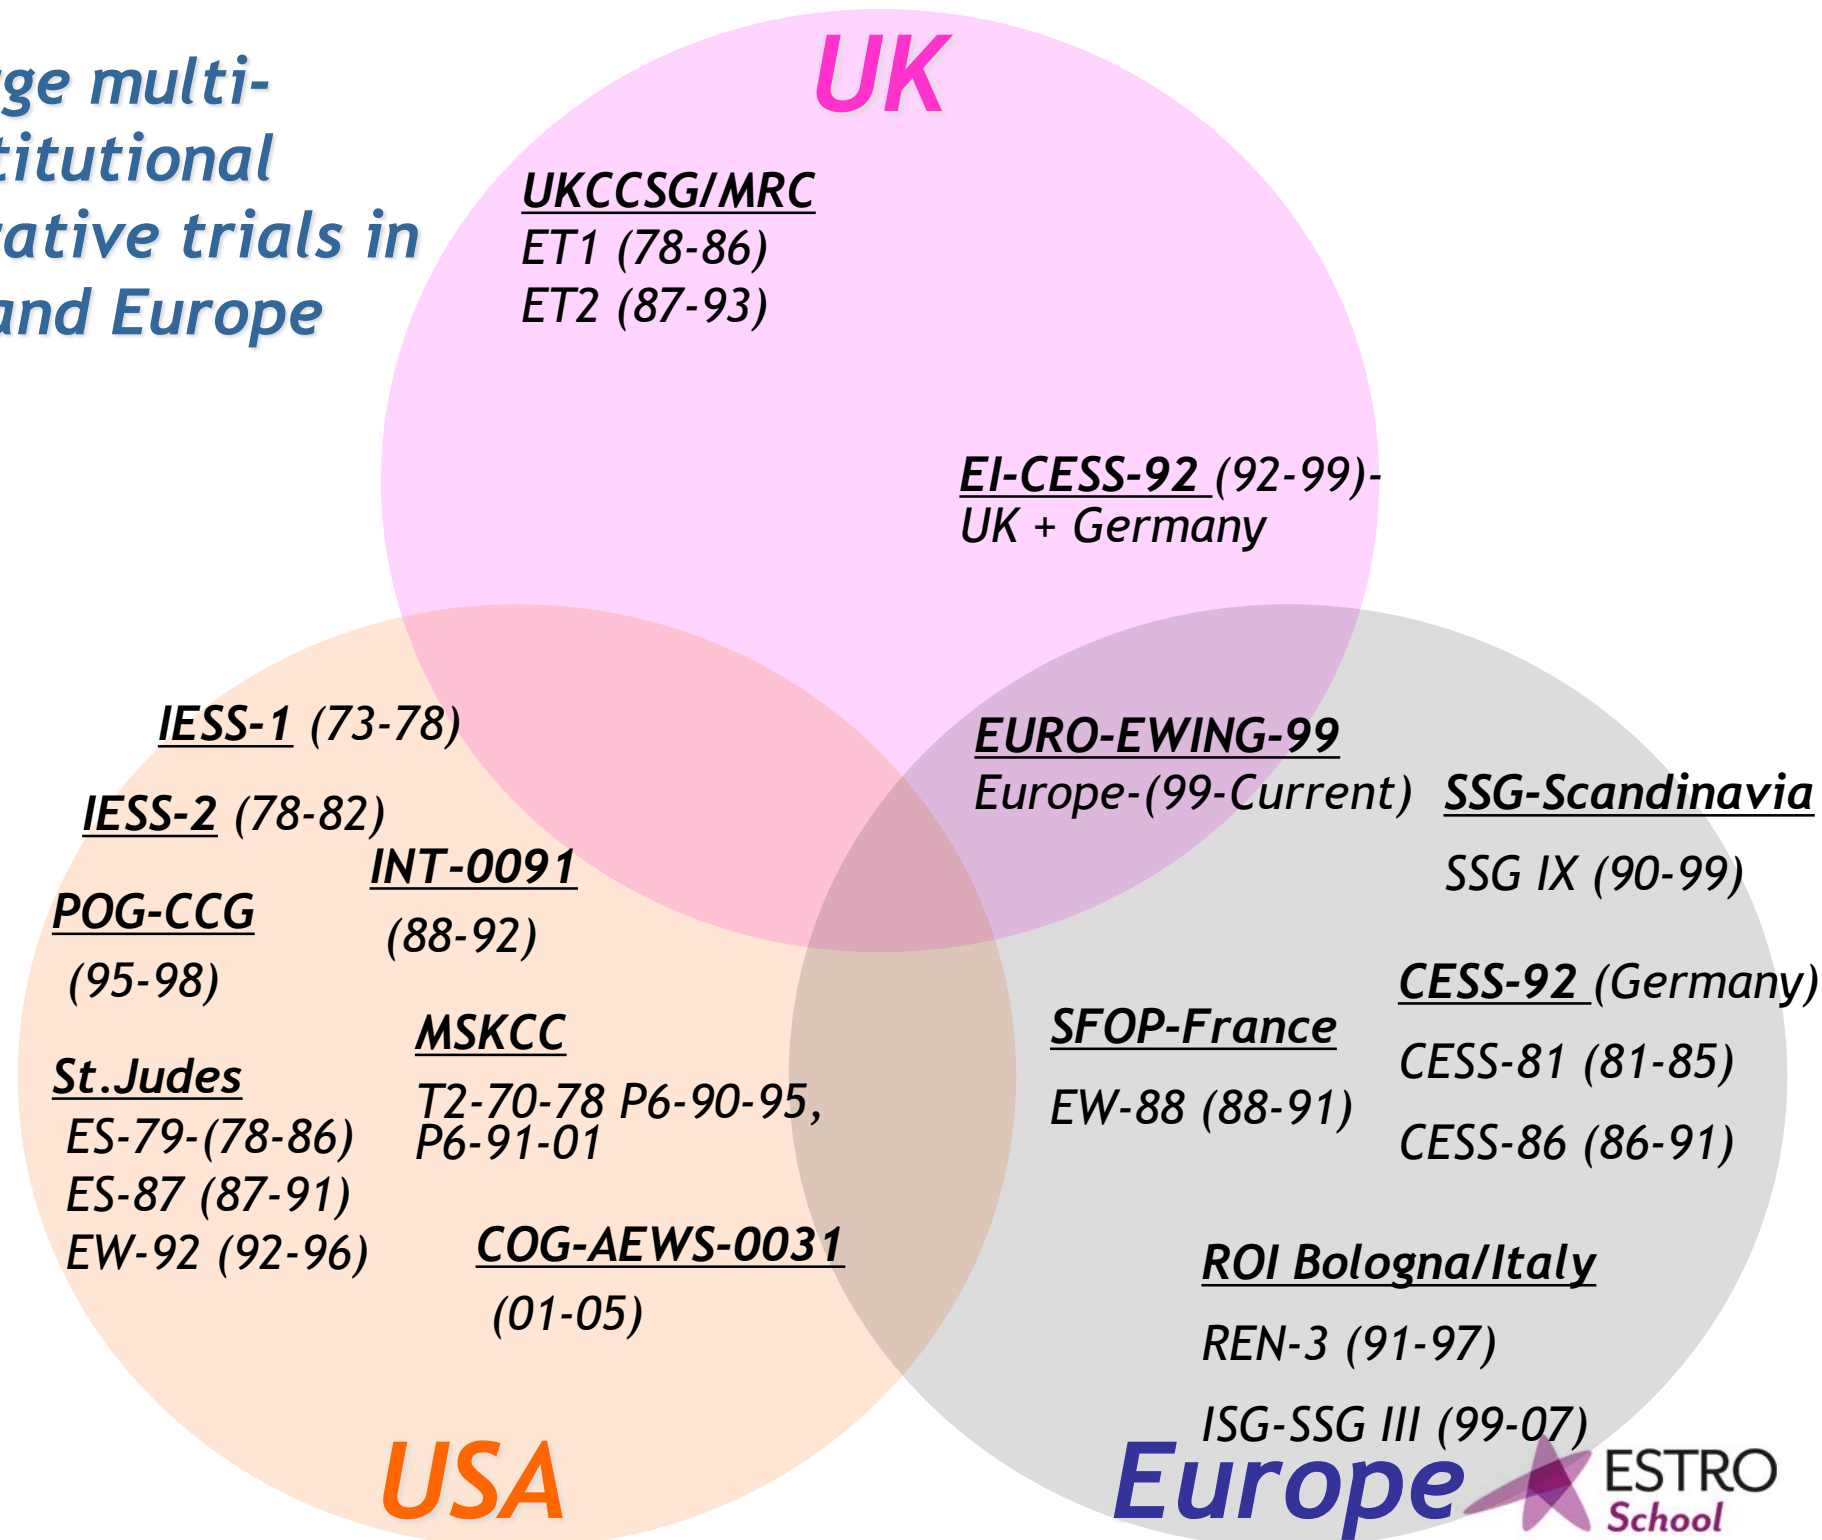 ge multi-
titutional
rative trials in
and Europe
UK
UKCCSG/MRC
ET1 (78-86)
ET2 (87-93)
EI-CESS-92 (92-99)-
UK + Germany
IESS-1 (73-78)
IESS-2 (78-82)
INT-0091
(88-92)
POG-CCG
(95-98)
MSKCC
T2-70-78 P6-90-95,
P6-91-01
St.Judes
ES-79-(78-86)
ES-87 (87-91)
EW-92 (92-96)
COG-AEWS-0031
(01-05)
USA
EURO-EWING-99
Europe-(99-Current)
SSG-Scandinavia
SSG IX (90-99)
CESS-92 (Germany)
CESS-81 (81-85)
CESS-86 (86-91)
SFOP-France
EW-88 (88-91)
ROI Bologna/Italy
REN-3 (91-97)
ISG-SSG III (99-07)
Europe
ESTRO
School